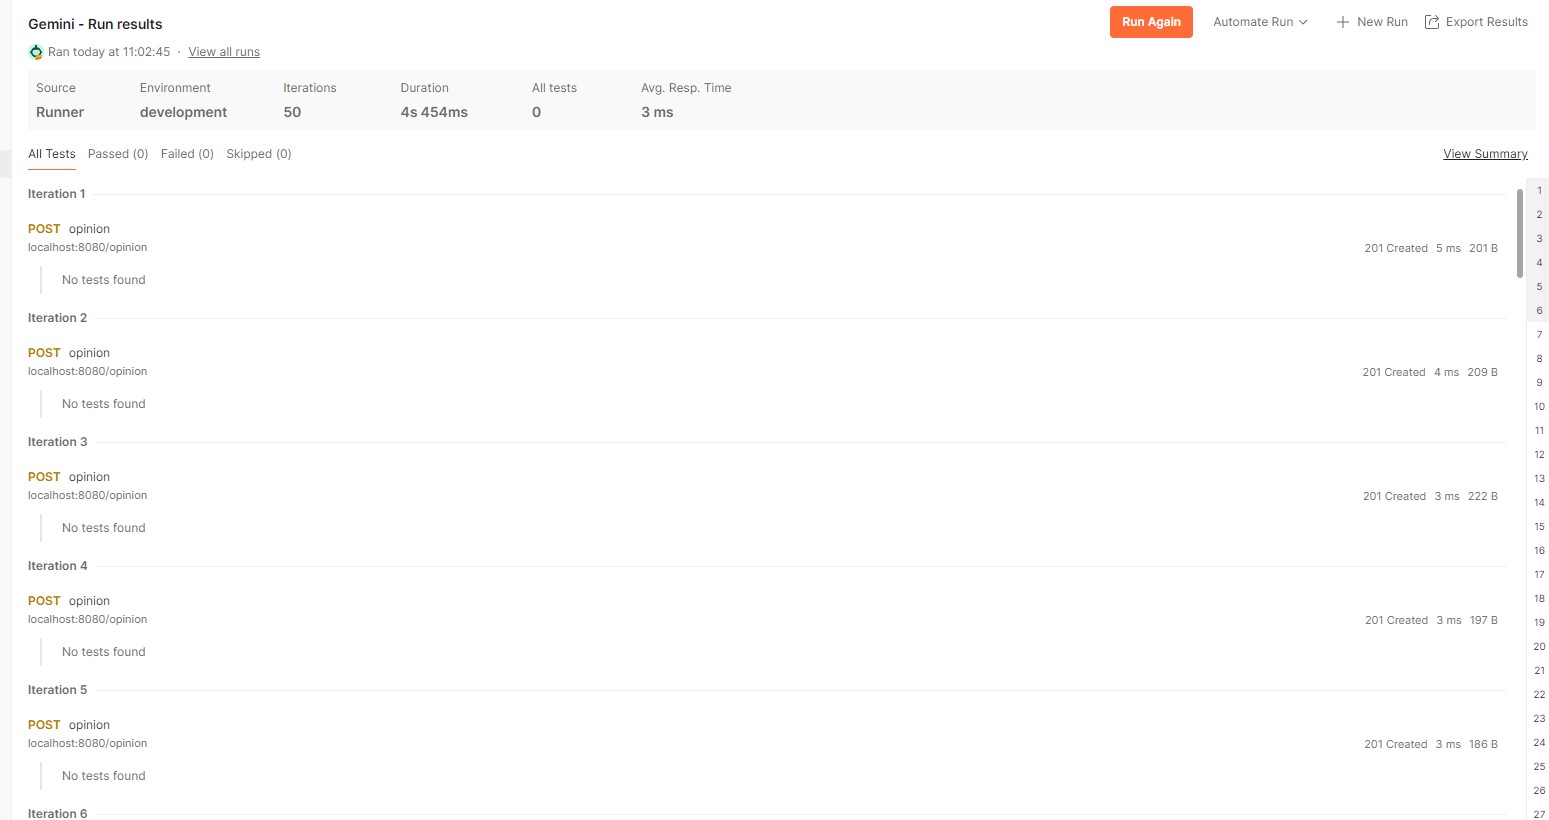 Gemini - Run results
Run Again Automate Run New Run Export Results
Ran today at 11:02:45 · View all runs
Source Environment Iterations Duration All tests Avg. Resp. Time
Runner development 50 4s 454ms 0 3 ms
All Tests Passed (0) Failed (0) Skipped (0) View Summary
Iteration 1
POST opinion
localhost:8080/opinion
201 Created 5 ms 201 B
No tests found
Iteration 2
POST opinion
localhost:8080/opinion
201 Created 4 ms 209 B
No tests found
Iteration 3
POST opinion
localhost:8080/opinion
201 Created 3 ms 222 B
No tests found
Iteration 4
POST opinion
localhost:8080/opinion
201 Created 3 ms 197 B
No tests found
Iteration 5
POST opinion
localhost:8080/opinion
201 Created 3 ms 186 B
No tests found
Iteration 6
1
2
3
4
5
6
7
8
9
10
11
12
13
14
15
16
17
18
19
20
21
22
23
24
25
26
27